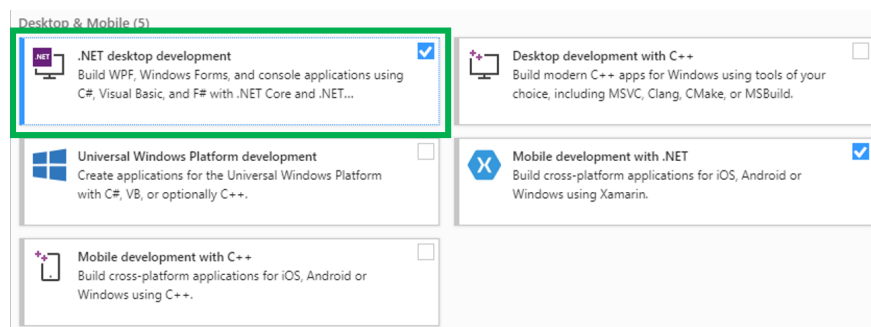 Desktop & Mobile (5)
.NET
.NET desktop development
Build WPF, Windows Forms, and console applications using
C#, Visual Basic, and F# with .NET Core and .NET...
Desktop development with C++
Build modern C++ apps for Windows using tools of your
choice, including MSVC, Clang, CMake, or MSBuild.
Universal Windows Platform development
Create applications for the Universal Windows Platform
with C#, VB, or optionally C++.
Mobile development with .NET
Build cross-platform applications for iOS, Android or
Windows using Xamarin.
Mobile development with C++
Build cross-platform applications for iOS, Android or
Windows using C++.